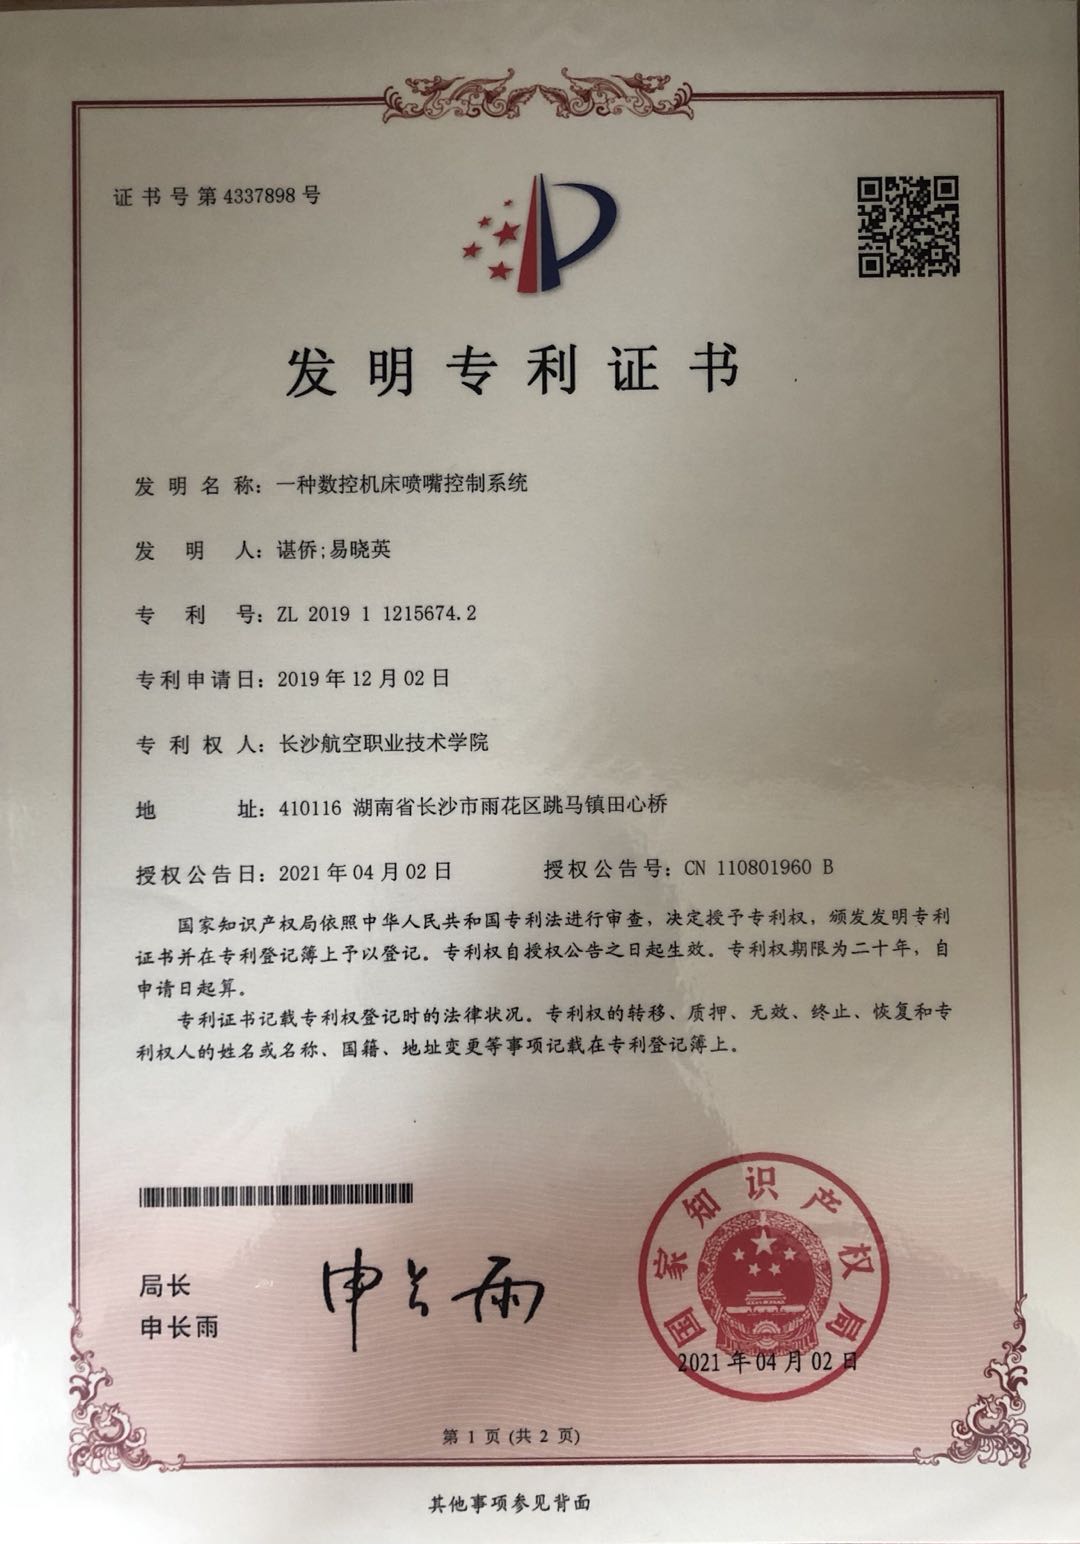 证书号第4337898号
发明专利证书
发明名称：一种数控机床喷嘴控制系统
发明人：谌侨;易晓英
专利号：ZL 2019 1 1215674.2
专利申请日：2019年12月02日
专利权人：长沙航空职业技术学院
地址：410116 湖南省长沙市雨花区跳马镇田心桥
授权公告日：2021年04月02日 授权公告号：CN 110801960 B
国家知识产权局依照中华人民共和国专利法进行审查，决定授予专利权，颁发发明专利
证书并在专利登记簿上予以登记。专利权自授权公告之日起生效。专利权期限为二十年，自
申请日起算。
专利证书记载专利权登记时的法律状况。专利权的转移、质押、无效、终止、恢复和专
利权人的姓名或名称、国籍、地址变更等事项记载在专利登记簿上。
局长
申长雨
申长雨
国家知识产权局
2021年04月02日
第 1 页 (共 2 页)
其他事项参见背面